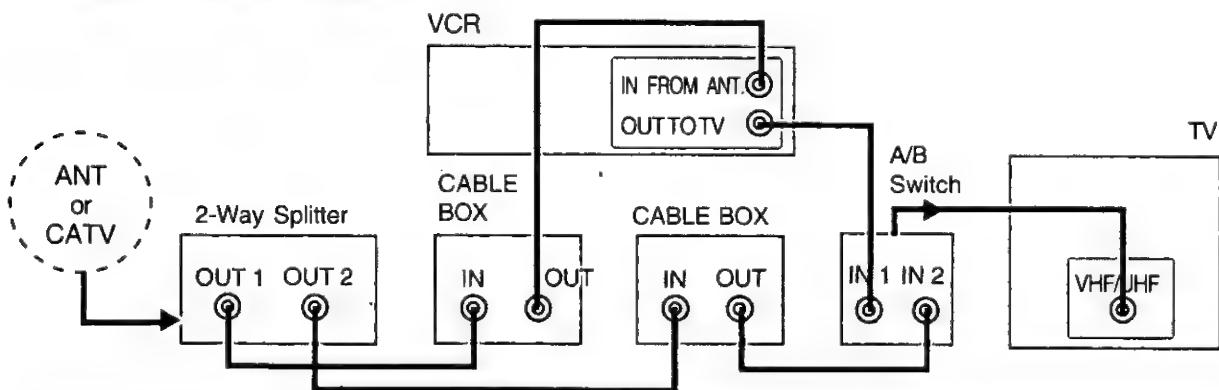 VCR
IN FROM ANT.
OUT TO TV
TV
ANT
or
CATV
2-Way Splitter
OUT 1 OUT 2
CABLE
BOX
IN OUT
CABLE BOX
IN OUT
A/B
Switch
IN 1 IN 2
VHF/UHF